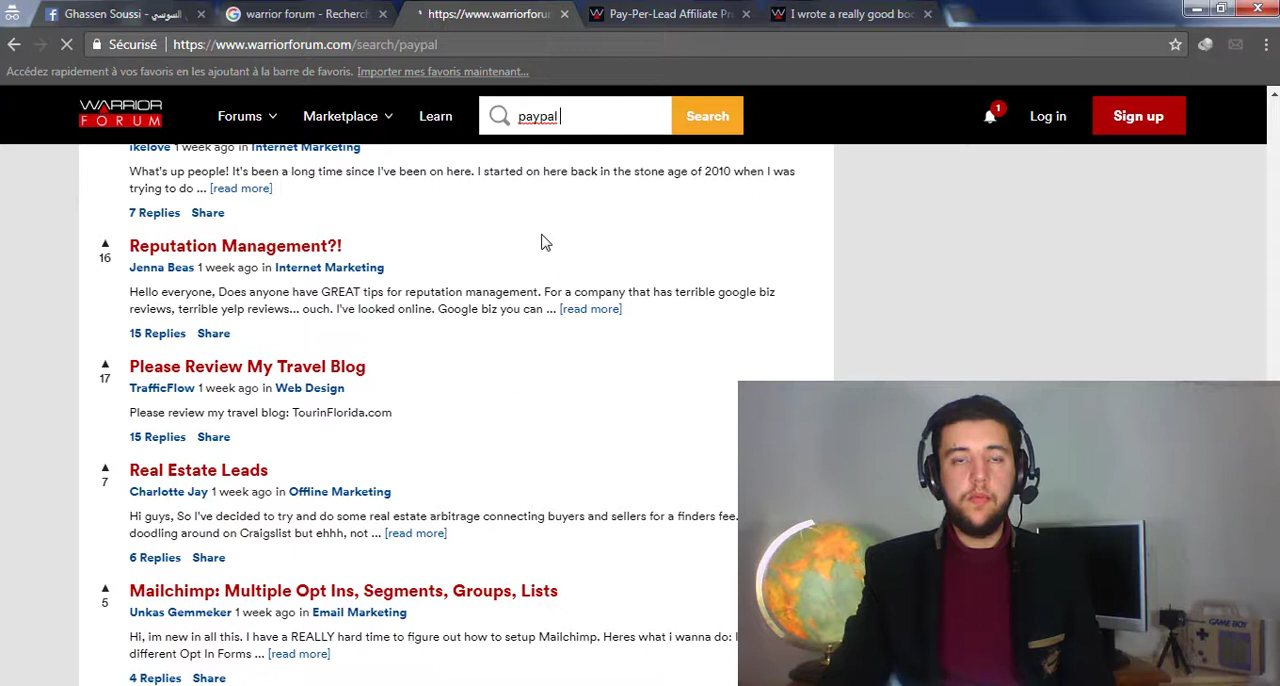 Ghassen Soussi - السوسي
warrior forum - Recherch
https://www.warriorforum
Pay-Per-Lead Affiliate Pr
I wrote a really good boo
Sécurisé | https://www.warriorforum.com/search/paypal
Accédez rapidement à vos favoris en les ajoutant à la barre de favoris. Importer mes favoris maintenant...
WARRIOR FORUM
Forums
Marketplace
Learn
paypal
Search
1
Log in
Sign up
ikelove 1 week ago in Internet Marketing
What's up people! It's been a long time since I've been on here. I started on here back in the stone age of 2010 when I was
trying to do ... [read more]
7 Replies Share
16
Reputation Management?!
Jenna Beas 1 week ago in Internet Marketing
Hello everyone, Does anyone have GREAT tips for reputation management. For a company that has terrible google biz
reviews, terrible yelp reviews... ouch. I've looked online. Google biz you can ... [read more]
15 Replies Share
17
Please Review My Travel Blog
TrafficFlow 1 week ago in Web Design
Please review my travel blog: TourinFlorida.com
15 Replies Share
7
Real Estate Leads
Charlotte Jay 1 week ago in Offline Marketing
Hi guys, So I've decided to try and do some real estate arbitrage connecting buyers and sellers for a finders fee.
doodling around on Craigslist but ehhh, not ... [read more]
6 Replies Share
5
Mailchimp: Multiple Opt Ins, Segments, Groups, Lists
Unkas Gemmeker 1 week ago in Email Marketing
Hi, im new in all this. I have a REALLY hard time to figure out how to setup Mailchimp. Heres what i wanna do: I
different Opt In Forms ... [read more]
4 Replies Share
GAME BOY